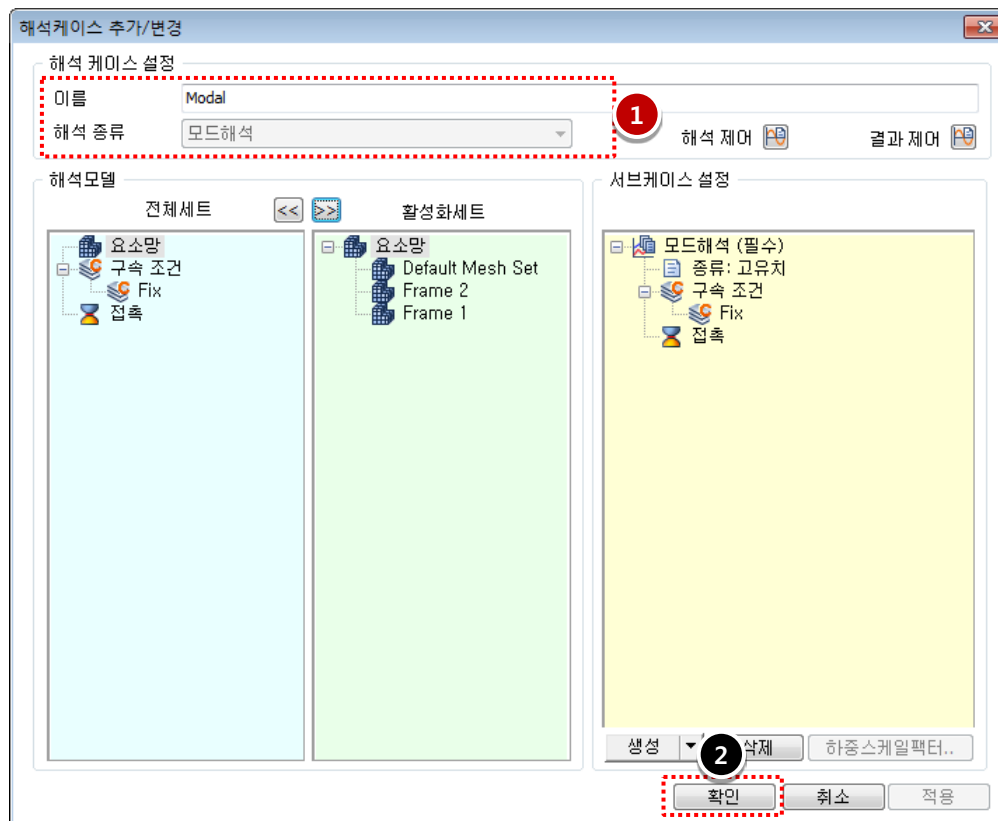 해석케이스 추가/변경
해석 케이스 설정
이름 Modal
1
해석 종류 모드해석 해석 제어 결과 제어
해석모델
전체세트 << >> 활성화세트
요소망
구속 조건
Fix
접촉
요소망
Default Mesh Set
Frame 2
Frame 1
서브케이스 설정
모드해석 (필수)
종류: 고유치
구속 조건
Fix
접촉
생성 삭제 하중스케일팩터..
2
확인 취소 적용